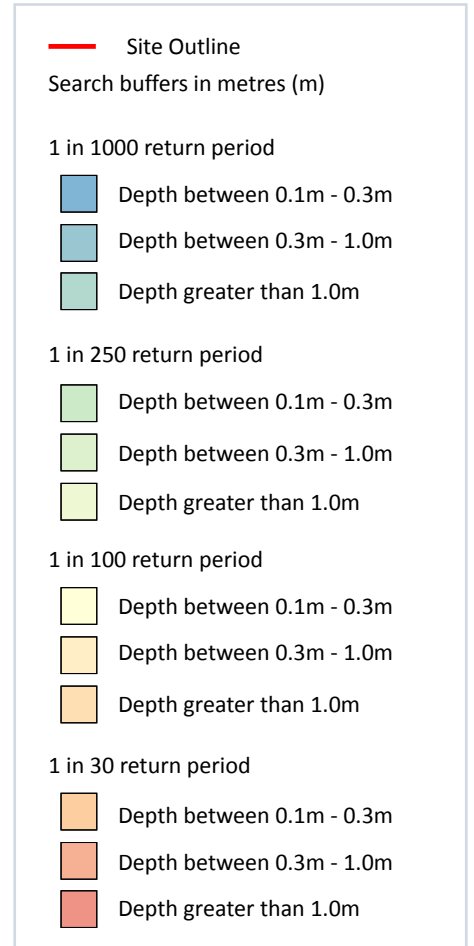 Site Outline
Search buffers in metres (m)
1 in 1000 return period
Depth between 0.1m - 0.3m
Depth between 0.3m - 1.0m
Depth greater than 1.0m
1 in 250 return period
Depth between 0.1m - 0.3m
Depth between 0.3m - 1.0m
Depth greater than 1.0m
1 in 100 return period
Depth between 0.1m - 0.3m
Depth between 0.3m - 1.0m
Depth greater than 1.0m
1 in 30 return period
Depth between 0.1m - 0.3m
Depth between 0.3m - 1.0m
Depth greater than 1.0m